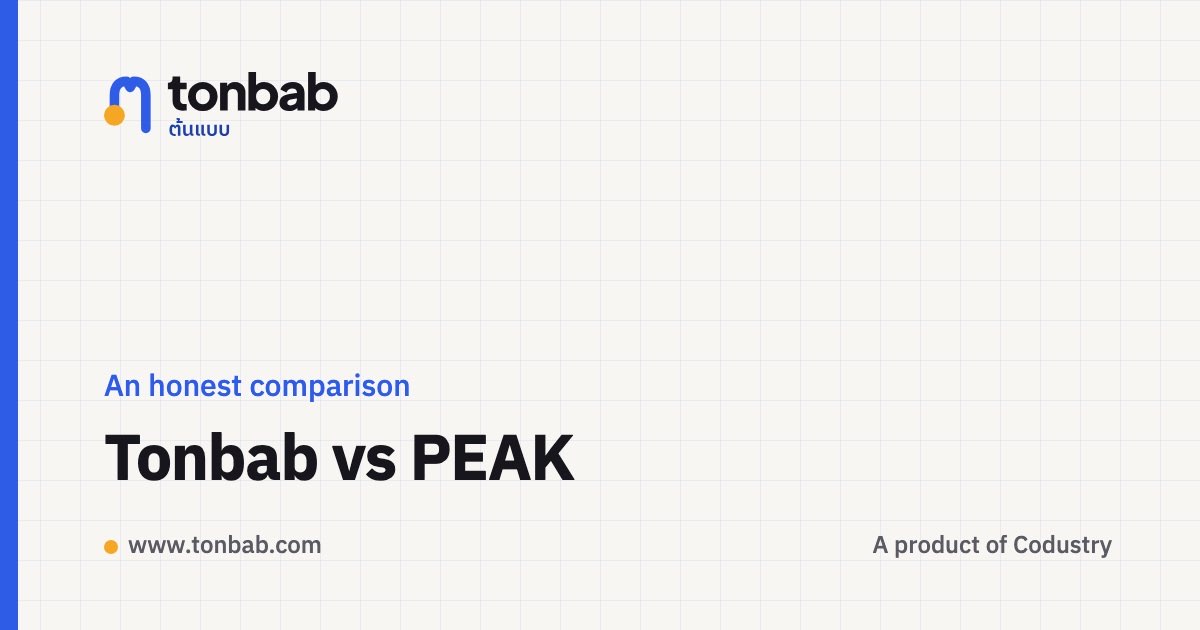 tonbab
ต้นแบบ
An honest comparison
Tonbab vs PEAK
www.tonbab.com
A product of Codustry